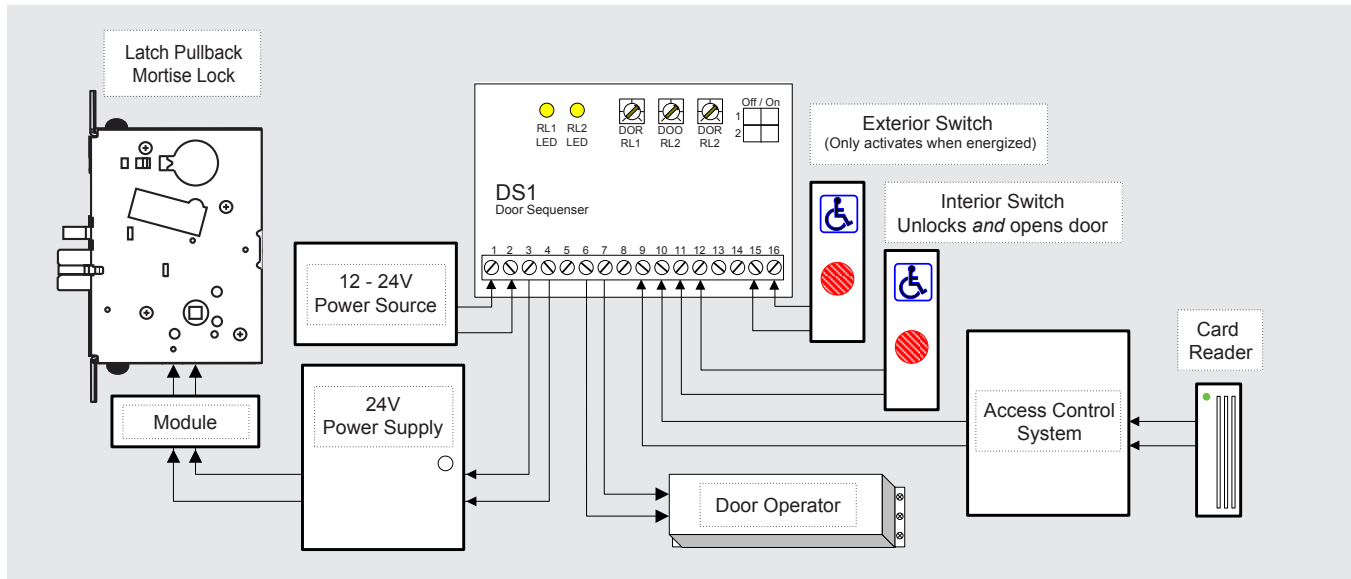 Latch Pullback
Mortise Lock
RL1
LED
RL2
LED
DOR
RL1
DOO
RL2
DOR
RL2
Off / On
1
2
DS1
Door Sequenser
1 2 3 4 5 6 7 8 9 10 11 12 13 14 15 16
Exterior Switch
(Only activates when energized)
Interior Switch
Unlocks and opens door
12 - 24V
Power Source
24V
Power Supply
Module
Door Operator
Access Control
System
Card
Reader